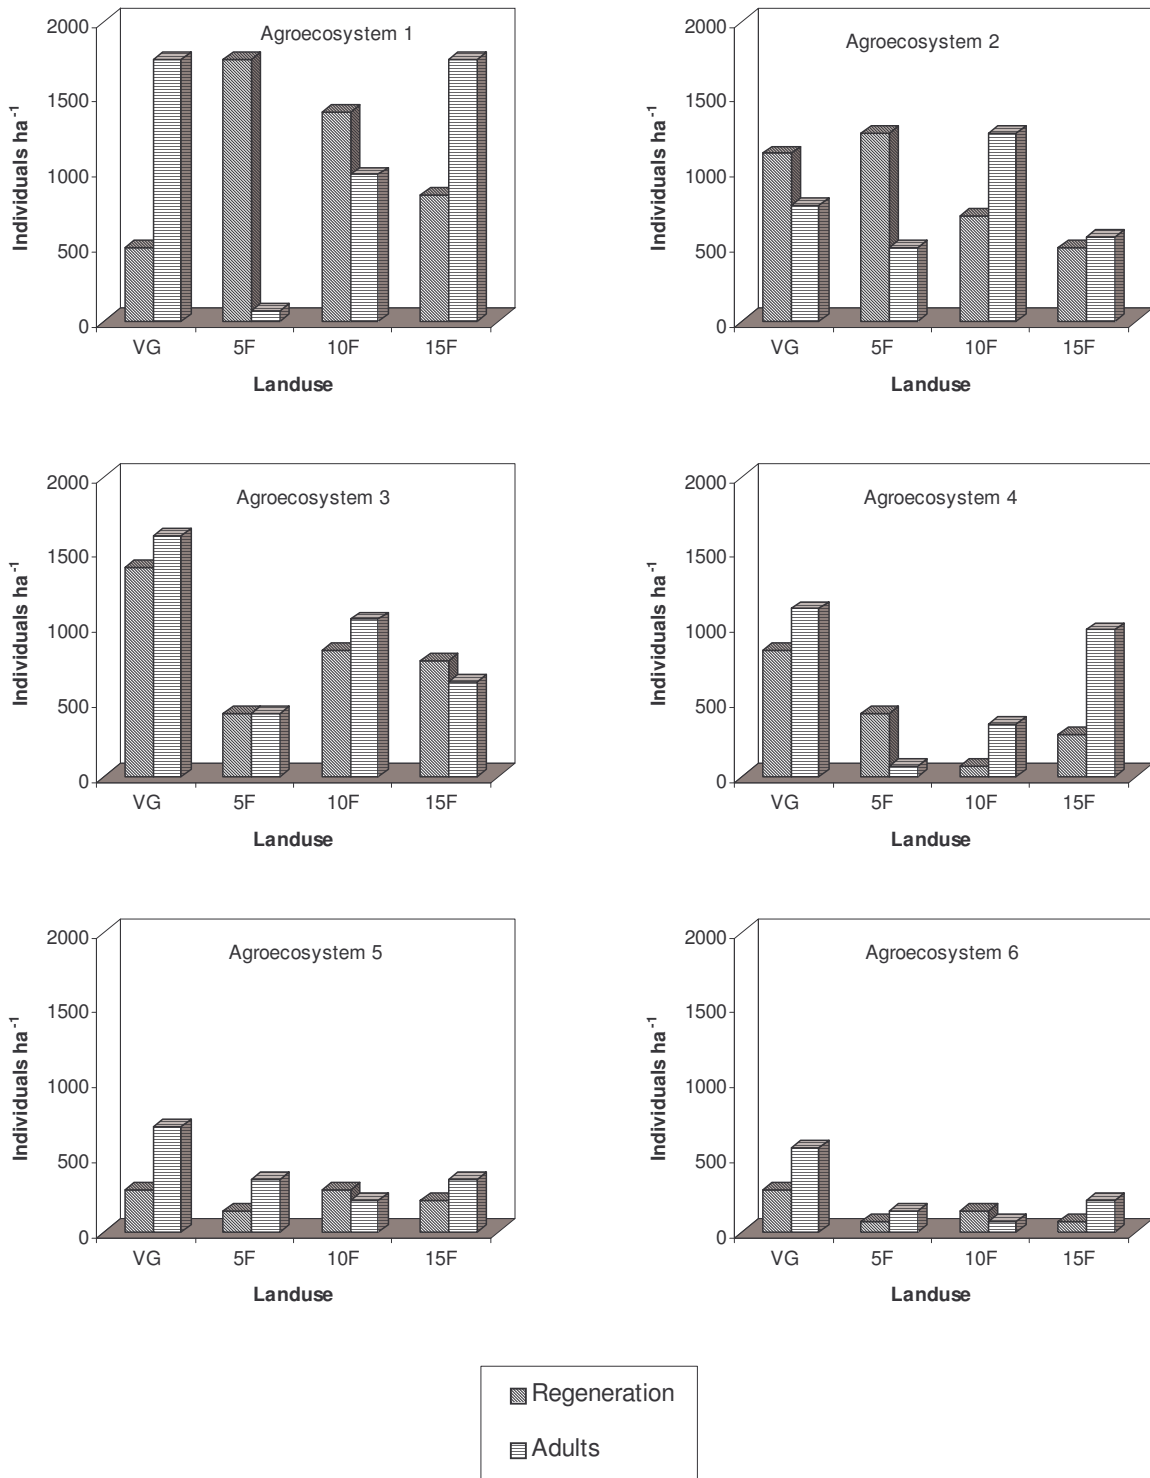 Agroecosystem 1
2000
1500
1000
500
0
Individuals ha⁻¹
VG 5F 10F 15F
Landuse
Agroecosystem 2
2000
1500
1000
500
0
Individuals ha⁻¹
VG 5F 10F 15F
Landuse
Agroecosystem 3
2000
1500
1000
500
0
Individuals ha⁻¹
VG 5F 10F 15F
Landuse
Agroecosystem 4
2000
1500
1000
500
0
Individuals ha⁻¹
VG 5F 10F 15F
Landuse
Agroecosystem 5
2000
1500
1000
500
0
Individuals ha⁻¹
VG 5F 10F 15F
Landuse
Agroecosystem 6
2000
1500
1000
500
0
Individuals ha⁻¹
VG 5F 10F 15F
Landuse
Regeneration
Adults